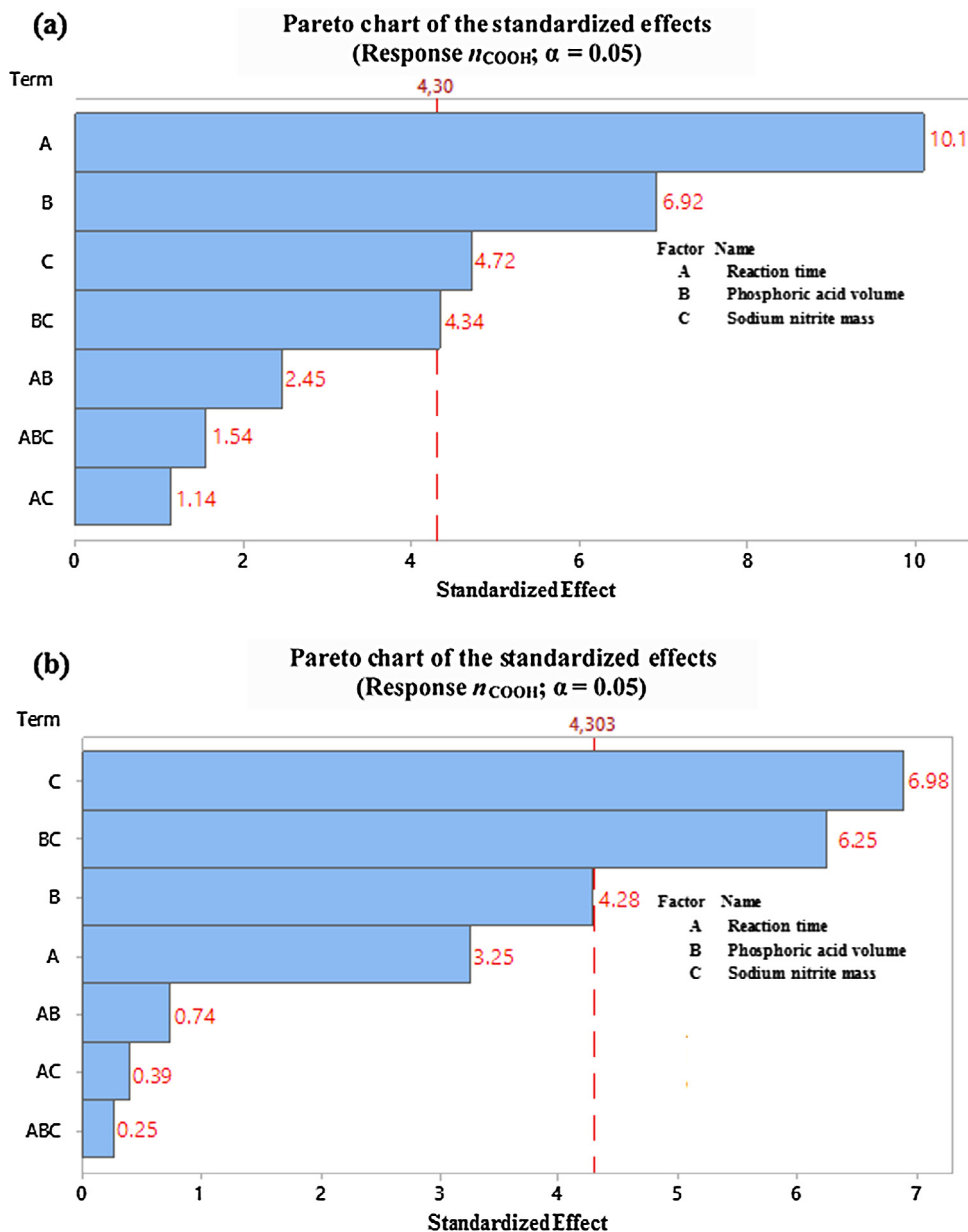 (a)
Pareto chart of the standardized effects
(Response nCOOH; α = 0.05)
Term
4,30
A
10.1
B
6.92
C
4.72
BC
4.34
AB
2.45
ABC
1.54
AC
1.14
Factor Name
A Reaction time
B Phosphoric acid volume
C Sodium nitrite mass
0 2 4 6 8 10
Standardized Effect
(b)
Pareto chart of the standardized effects
(Response nCOOH; α = 0.05)
Term
4,303
C
6.98
BC
6.25
B
4.28
A
3.25
AB
0.74
AC
0.39
ABC
0.25
Factor Name
A Reaction time
B Phosphoric acid volume
C Sodium nitrite mass
0 1 2 3 4 5 6 7
Standardized Effect